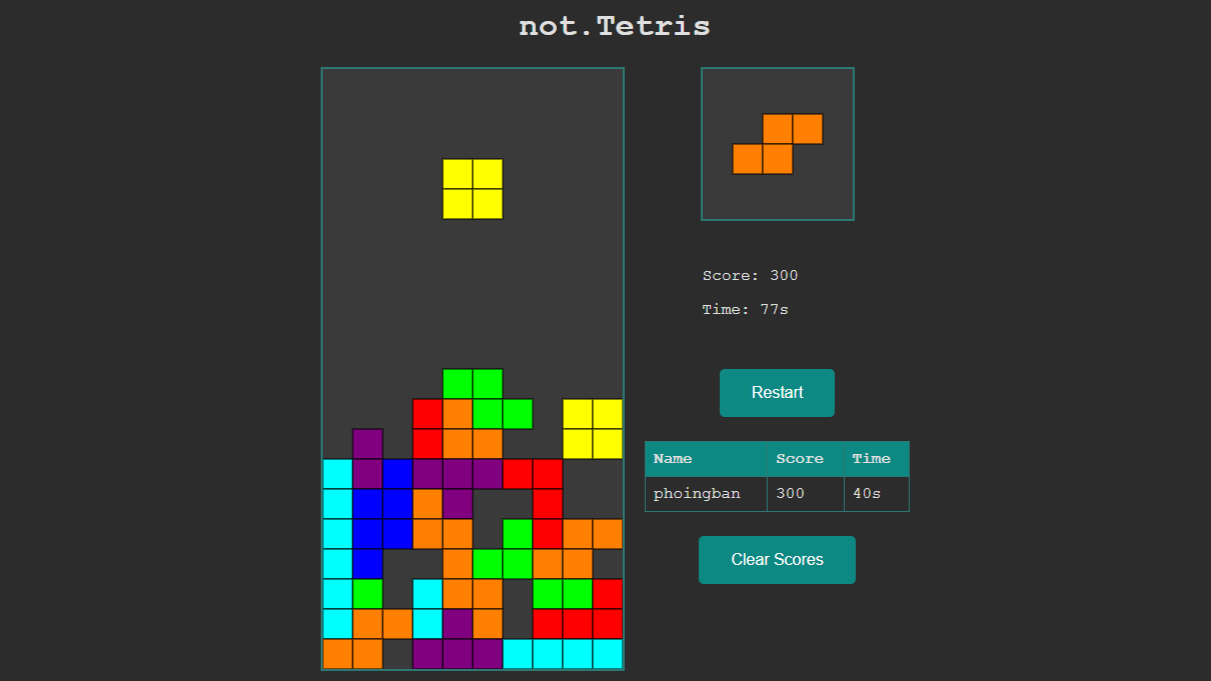 not.Tetris
Score: 300
Time: 77s
Restart
Name Score Time
phoingban 300 40s
Clear Scores